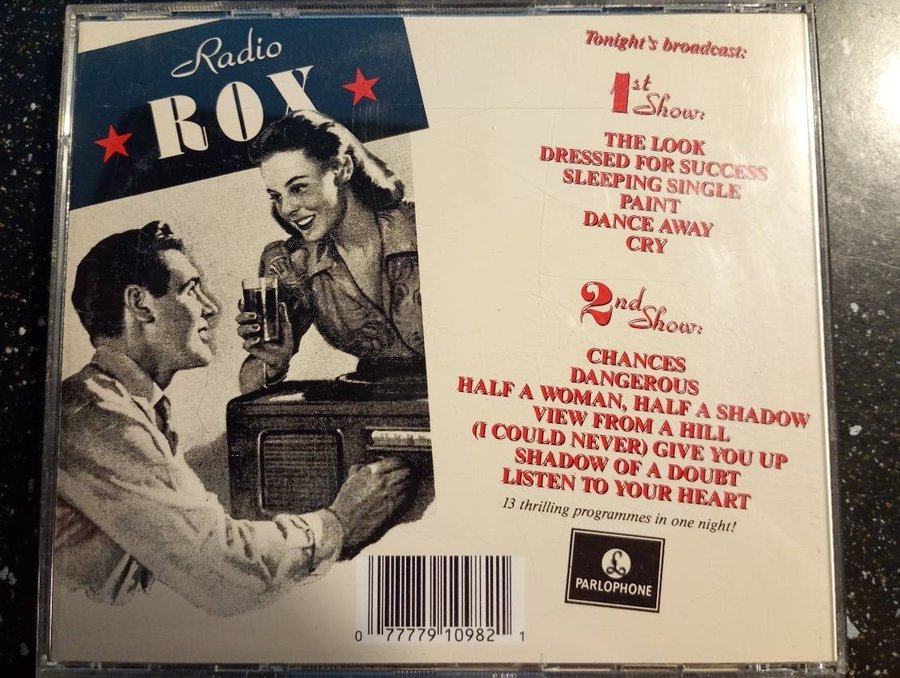 Radio
ROX
Tonight's broadcast:
1st Show:
THE LOOK
DRESSED FOR SUCCESS
SLEEPING SINGLE
PAINT
DANCE AWAY
CRY
2nd Show:
CHANCES
DANGEROUS
HALF A WOMAN, HALF A SHADOW
VIEW FROM A HILL
(I COULD NEVER) GIVE YOU UP
SHADOW OF A DOUBT
LISTEN TO YOUR HEART
13 thrilling programmes in one night!
£
PARLOPHONE
0 77779 10982 1